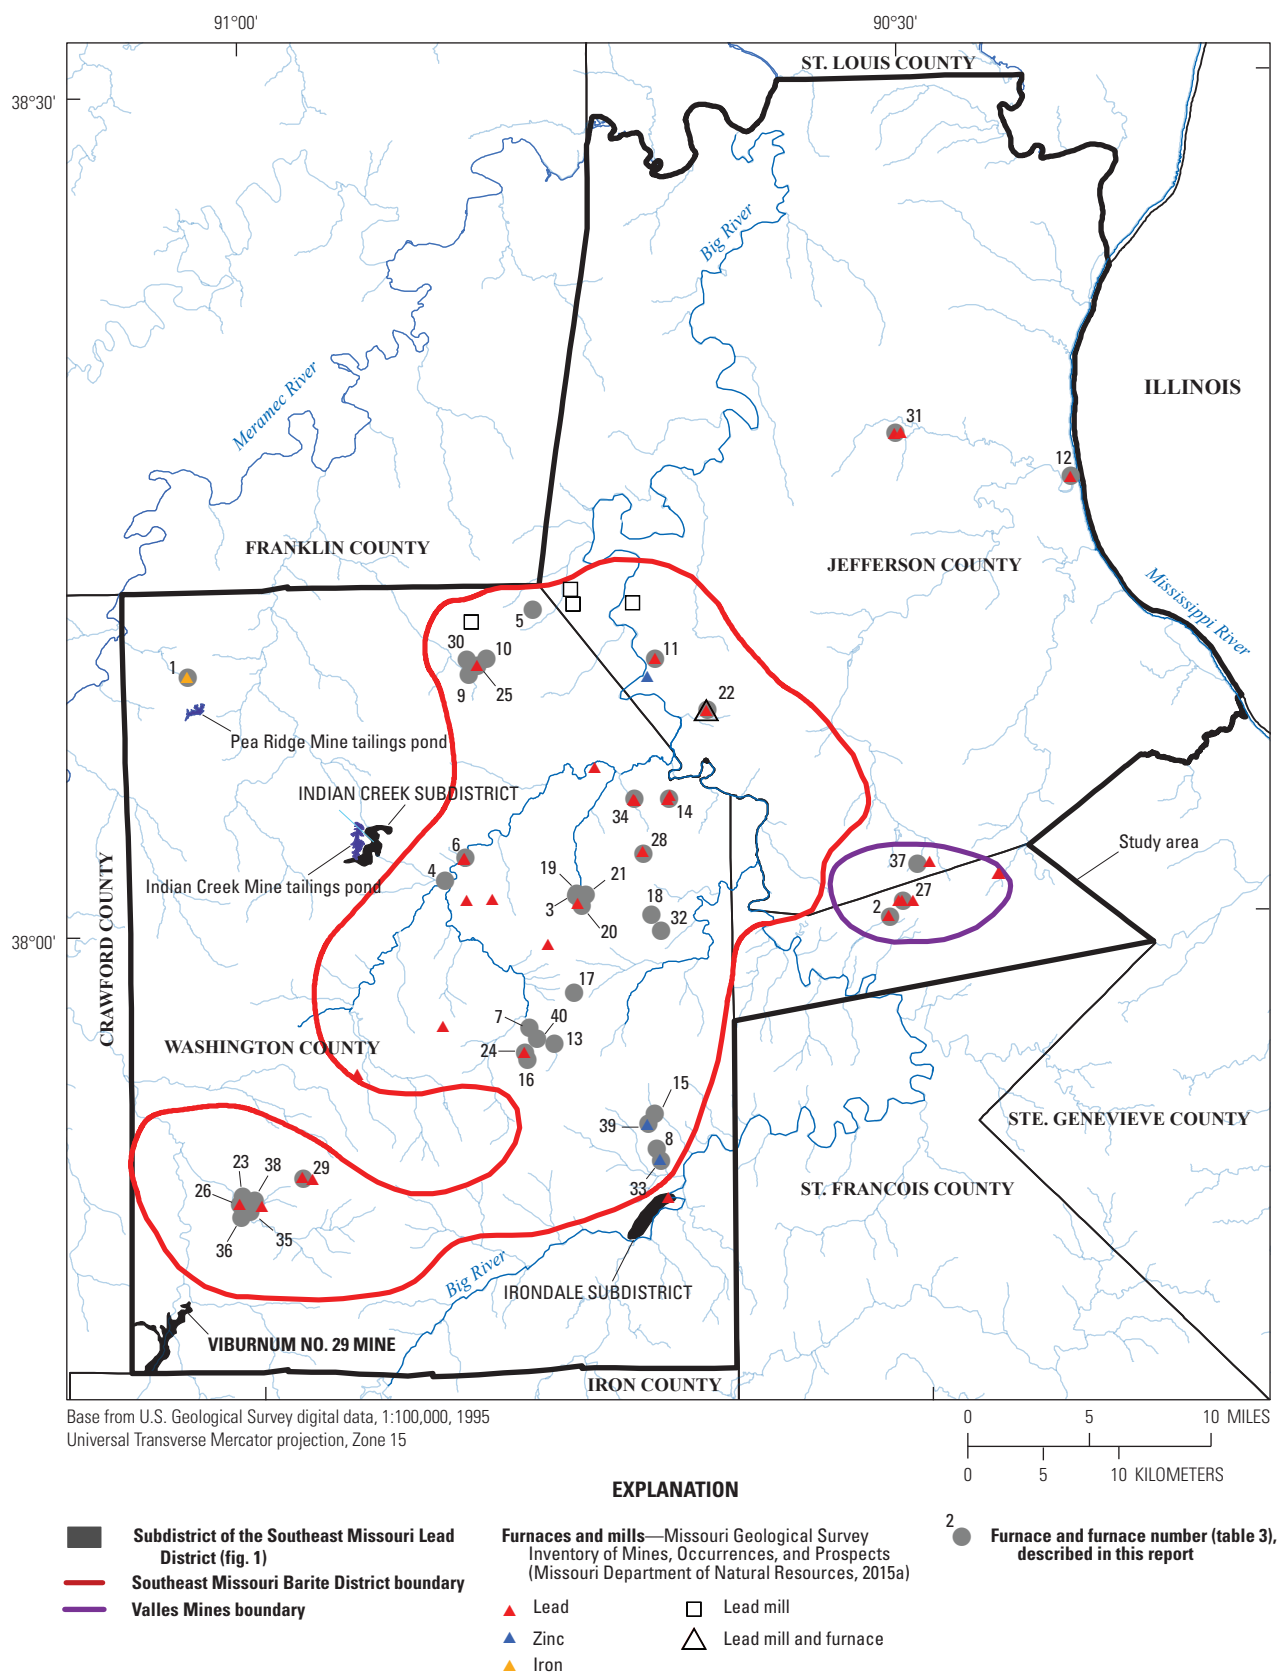 91°00'
90°30'
ST. LOUIS COUNTY
38°30'
Big River
ILLINOIS
Meramec River
31
12
FRANKLIN COUNTY
JEFFERSON COUNTY
Mississippi River
5
30
10
11
1
9
25
22
Pea Ridge Mine tailings pond
INDIAN CREEK SUBDISTRICT
34
14
Study area
6
28
4
37
Indian Creek Mine tailings pond
19
21
27
3
18
2
20
32
38°00'
CRAWFORD COUNTY
17
7
40
13
WASHINGTON COUNTY
24
16
15
39
STE. GENEVIEVE COUNTY
8
23
38
29
26
33
ST. FRANCOIS COUNTY
36
35
Big River
IRONDALE SUBDISTRICT
VIBURNUM NO. 29 MINE
IRON COUNTY
Base from U.S. Geological Survey digital data, 1:100,000, 1995
Universal Transverse Mercator projection, Zone 15
0 5 10 MILES
0 5 10 KILOMETERS
EXPLANATION
Subdistrict of the Southeast Missouri Lead
District (fig. 1)
Southeast Missouri Barite District boundary
Valles Mines boundary
Furnaces and mills—Missouri Geological Survey
Inventory of Mines, Occurrences, and Prospects
(Missouri Department of Natural Resources, 2015a)
Lead
Zinc
Iron
Lead mill
Lead mill and furnace
2
Furnace and furnace number (table 3),
described in this report